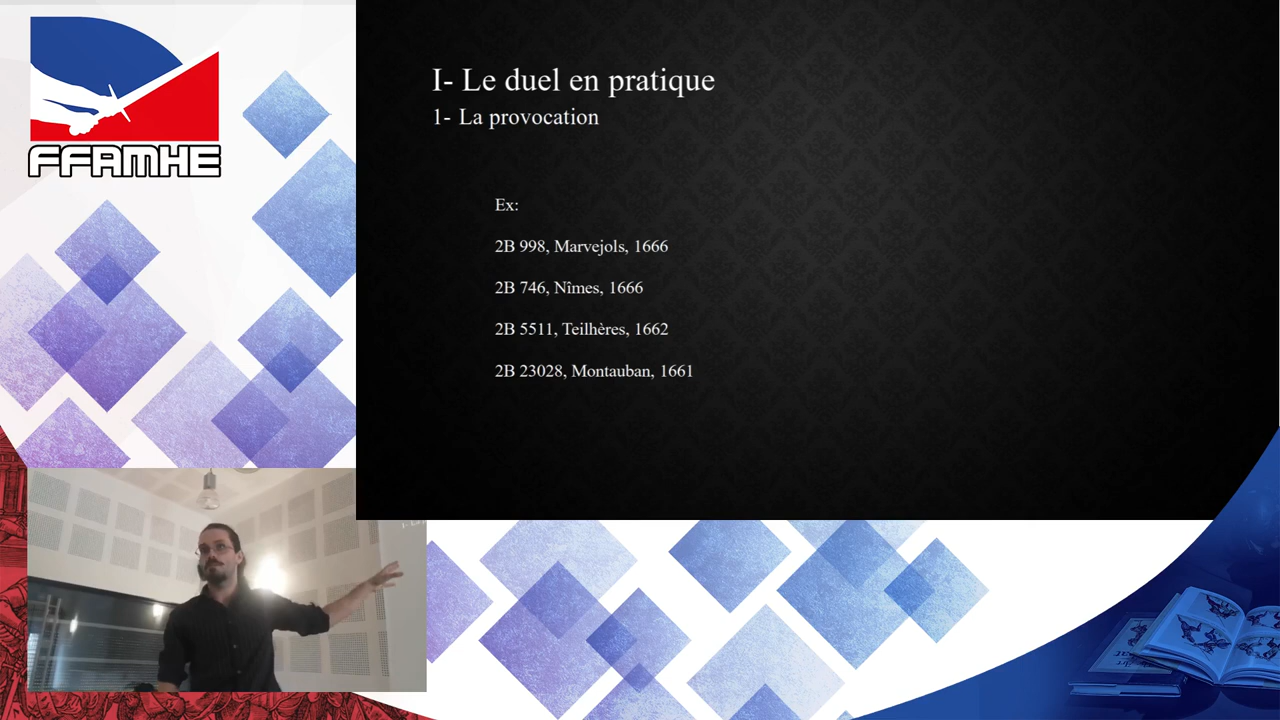 FFAMHE
I- Le duel en pratique
1- La provocation
Ex:
2B 998, Marvejols, 1666
2B 746, Nîmes, 1666
2B 5511, Teilhères, 1662
2B 23028, Montauban, 1661